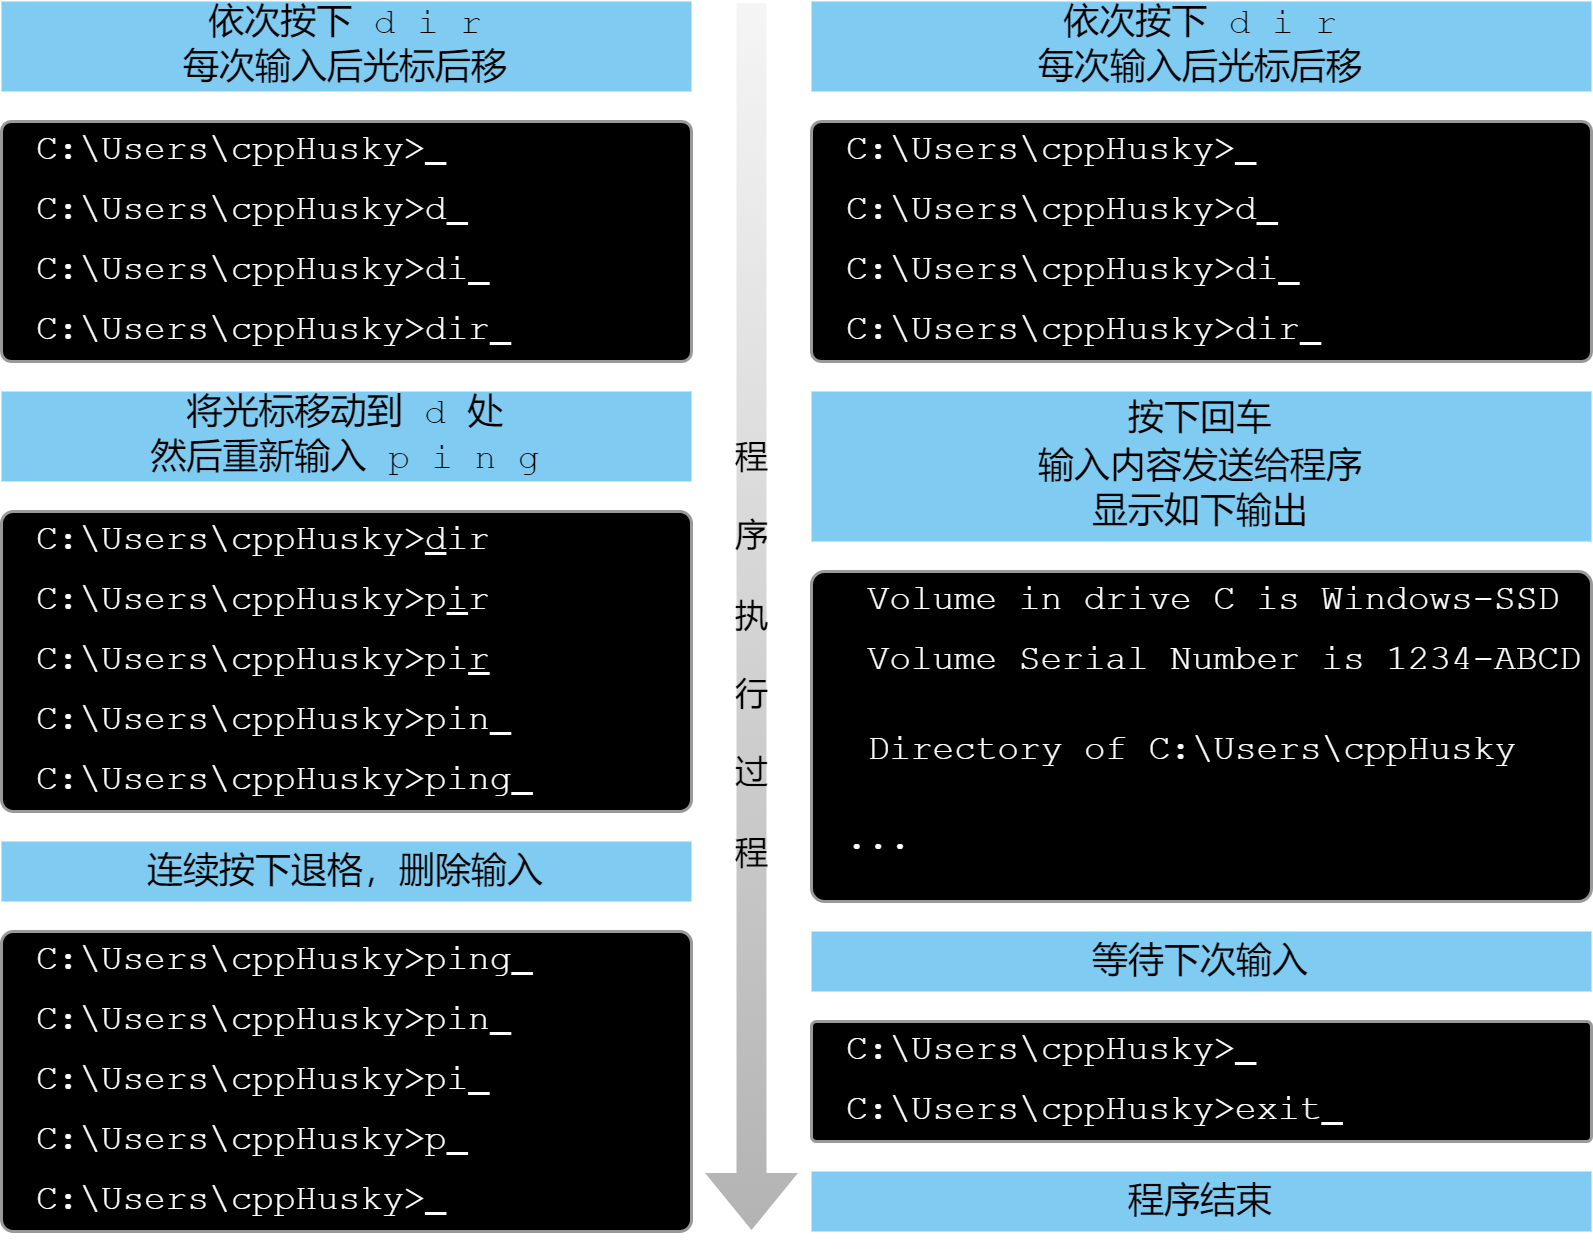 依次按下 d i r
每次输入后光标后移
C:\Users\cppHusky>_
C:\Users\cppHusky>d_
C:\Users\cppHusky>di_
C:\Users\cppHusky>dir_
将光标移动到 d 处
然后重新输入 p i n g
C:\Users\cppHusky>dir
C:\Users\cppHusky>pir
C:\Users\cppHusky>pir
C:\Users\cppHusky>pin_
C:\Users\cppHusky>ping_
连续按下退格，删除输入
C:\Users\cppHusky>ping_
C:\Users\cppHusky>pin_
C:\Users\cppHusky>pi_
C:\Users\cppHusky>p_
C:\Users\cppHusky>_
程序执行过程
依次按下 d i r
每次输入后光标后移
C:\Users\cppHusky>_
C:\Users\cppHusky>d_
C:\Users\cppHusky>di_
C:\Users\cppHusky>dir_
按下回车
输入内容发送给程序
显示如下输出
Volume in drive C is Windows-SSD
Volume Serial Number is 1234-ABCD
Directory of C:\Users\cppHusky
...
等待下次输入
C:\Users\cppHusky>_
C:\Users\cppHusky>exit_
程序结束